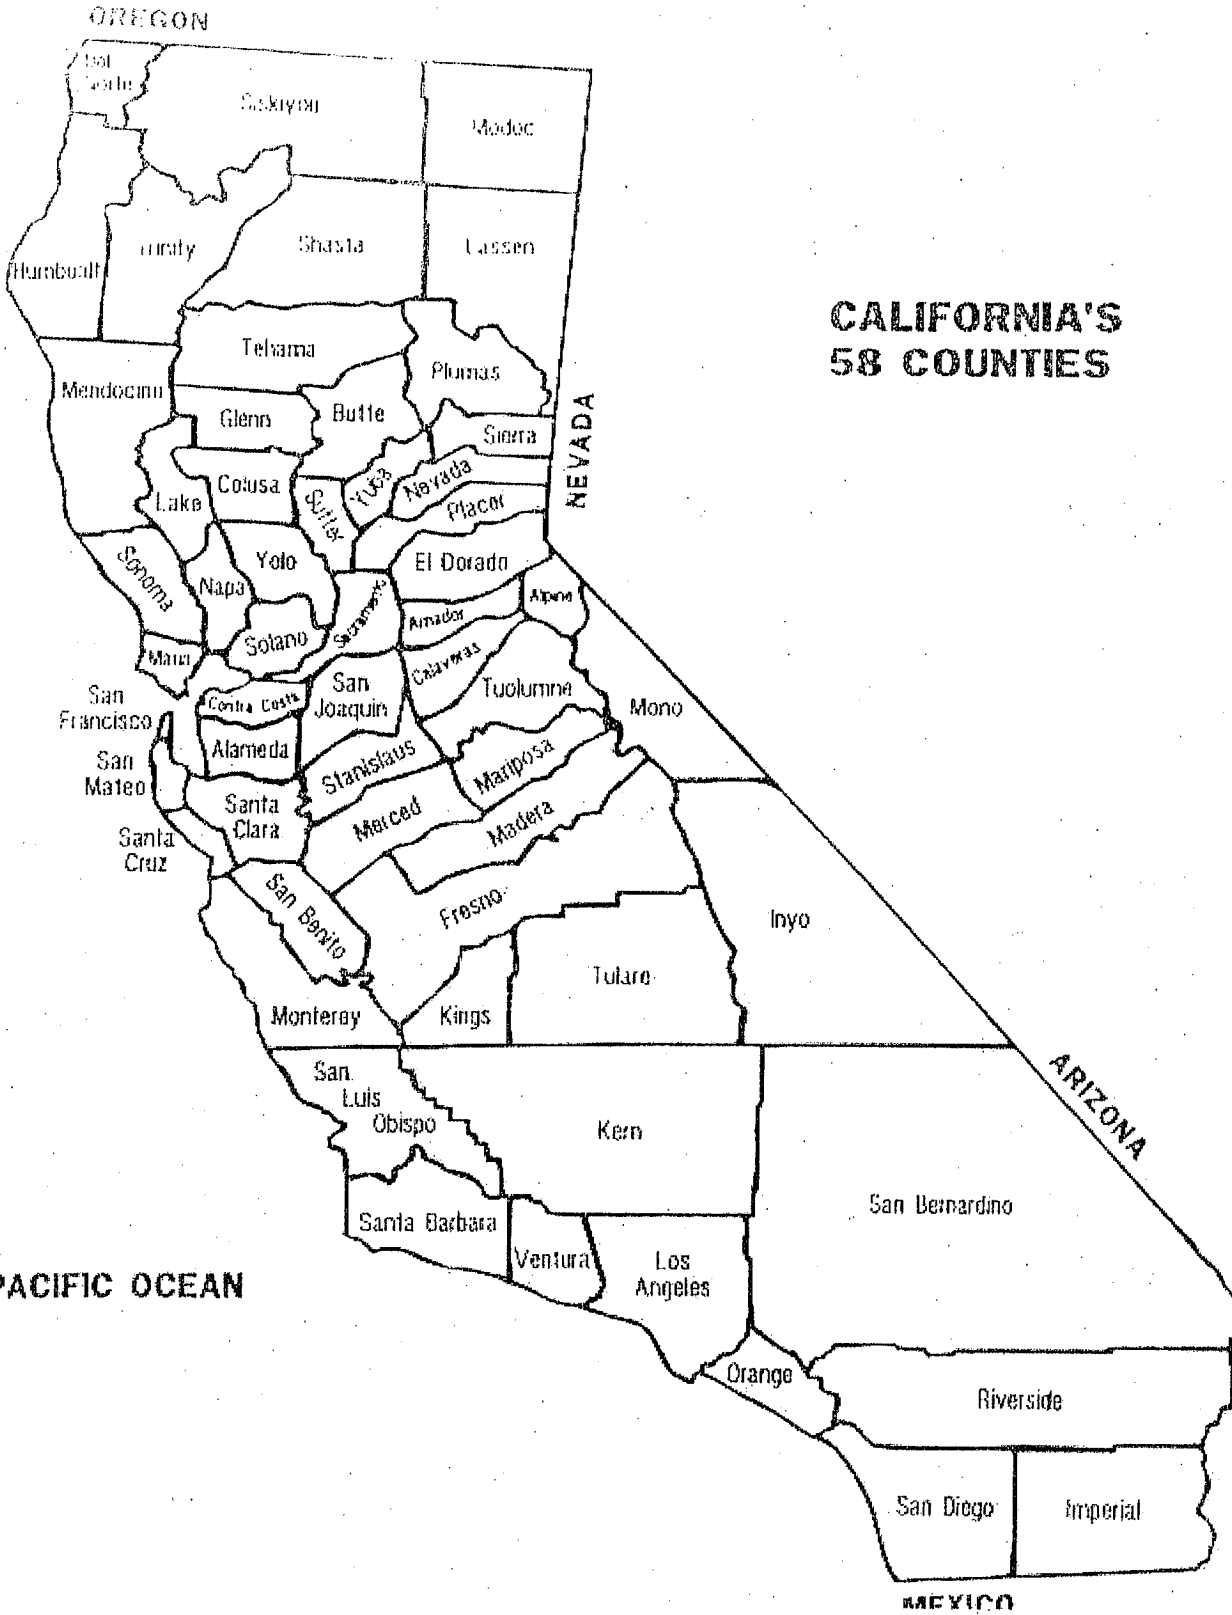 OREGON
Del
Norte
Siskiyou
Modoc
Humboldt
Trinity
Shasta
Lassen
CALIFORNIA'S
58 COUNTIES
Tehama
Plumas
Mendocino
Glenn
Butte
Sierra
NEVADA
Lake
Colusa
Sutter
Yuba
Nevada
Placer
Sonoma
Napa
Yolo
El Dorado
Alpine
Sacramento
Amador
Marin
Solano
Calaveras
San
Francisco
Contra Costa
San
Joaquin
Tuolumne
Mono
Alameda
San
Mateo
Stanislaus
Mariposa
Santa
Clara
Merced
Madera
Santa
Cruz
San Benito
Fresno
Inyo
Monterey
Kings
Tulare
San
Luis
Obispo
Kern
ARIZONA
San Bernardino
Santa Barbara
Ventura
Los
Angeles
PACIFIC OCEAN
Orange
Riverside
San Diego
Imperial
MEXICO